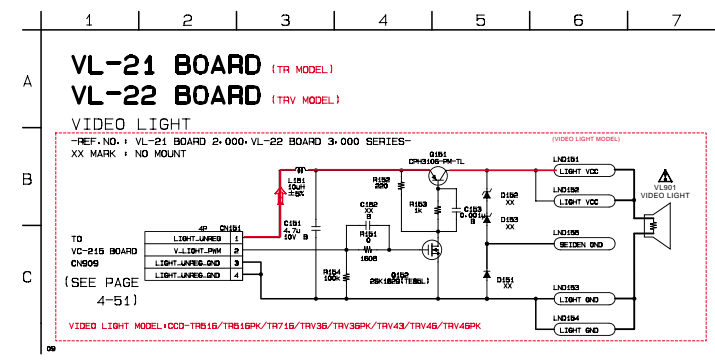 1 2 3 4 5 6 7
A
VL-21 BOARD (TR MODEL)
VL-22 BOARD (TRV MODEL)
VIDEO LIGHT
-REF.NO.: VL-21 BOARD 2,000, VL-22 BOARD 3,000 SERIES-
XX MARK : NO MOUNT
(VIDEO LIGHT MODEL)
B
C
L151
10uH
±5%
R152
220
Q151
CPH3106-PM-TL
R153
1k
C153
0.001u
B
D152
XX
D153
XX
D151
XX
C151
4.7u
10V B
C152
XX
B
R151
0
1608
R154
100k
Q152
2SK1829(TE85L)
LND151
LIGHT VCC
LND152
LIGHT VCC
LND155
SEIDEN GND
LND153
LIGHT GND
LND154
LIGHT GND
VL901
VIDEO LIGHT
TO
VC-215 BOARD
CN909
(SEE PAGE
4-51)
4P CN151
LIGHT_UNREG 1
V_LIGHT_PWM 2
LIGHT_UNREG_GND 3
LIGHT_UNREG_GND 4
VIDEO LIGHT MODEL:CCD-TR516/TR516PK/TR716/TRV36/TRV36PK/TRV43/TRV46/TRV46PK
09